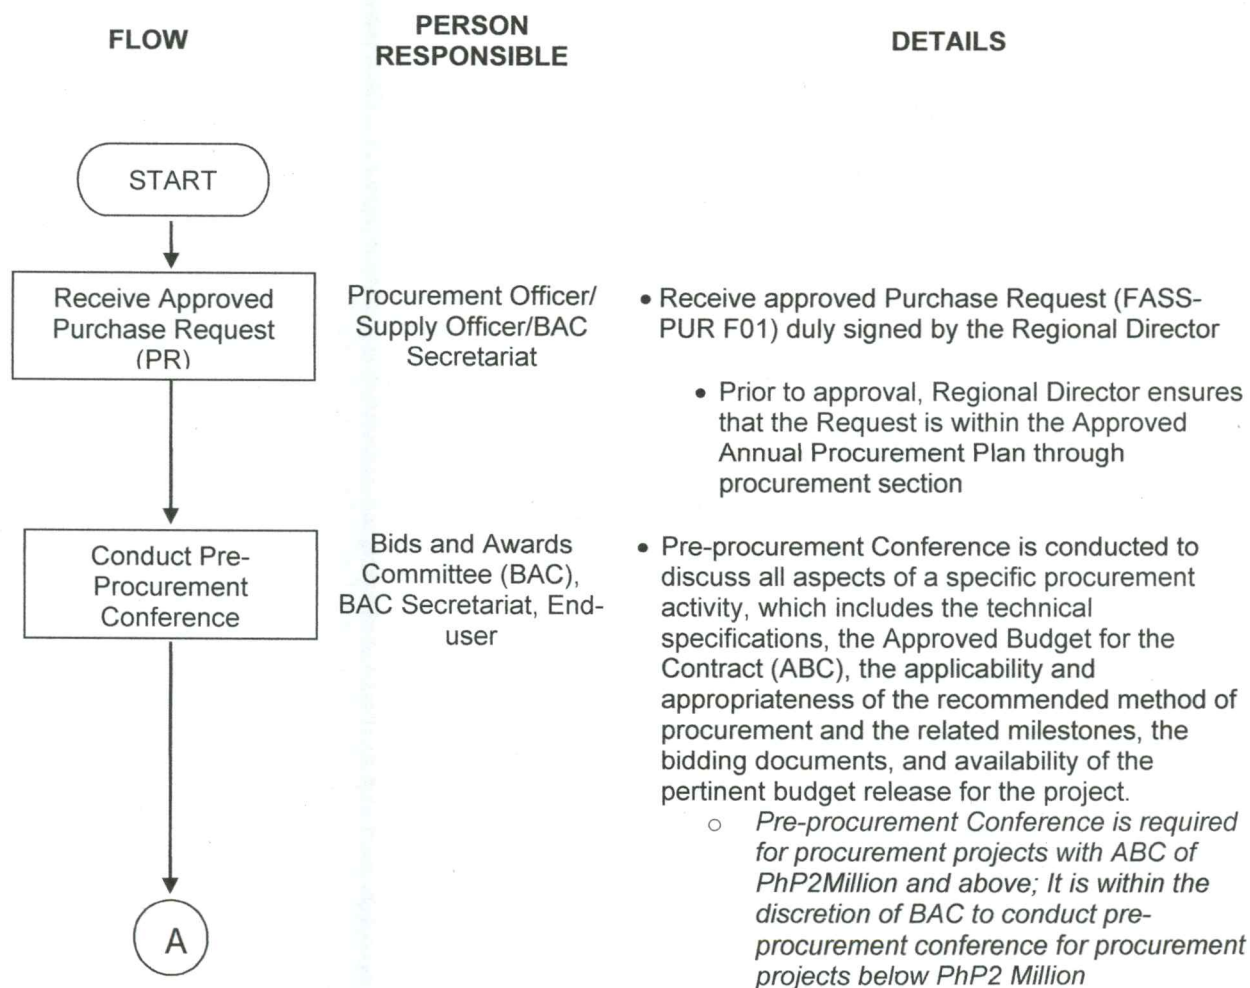 FLOW
PERSON
RESPONSIBLE
DETAILS
START
Receive Approved
Purchase Request
(PR)
Procurement Officer/
Supply Officer/BAC
Secretariat
• Receive approved Purchase Request (FASS-
PUR F01) duly signed by the Regional Director
• Prior to approval, Regional Director ensures
that the Request is within the Approved
Annual Procurement Plan through
procurement section
Conduct Pre-
Procurement
Conference
Bids and Awards
Committee (BAC),
BAC Secretariat, End-
user
• Pre-procurement Conference is conducted to
discuss all aspects of a specific procurement
activity, which includes the technical
specifications, the Approved Budget for the
Contract (ABC), the applicability and
appropriateness of the recommended method of
procurement and the related milestones, the
bidding documents, and availability of the
pertinent budget release for the project.
○ Pre-procurement Conference is required
for procurement projects with ABC of
PhP2Million and above; It is within the
discretion of BAC to conduct pre-
procurement conference for procurement
projects below PhP2 Million
A